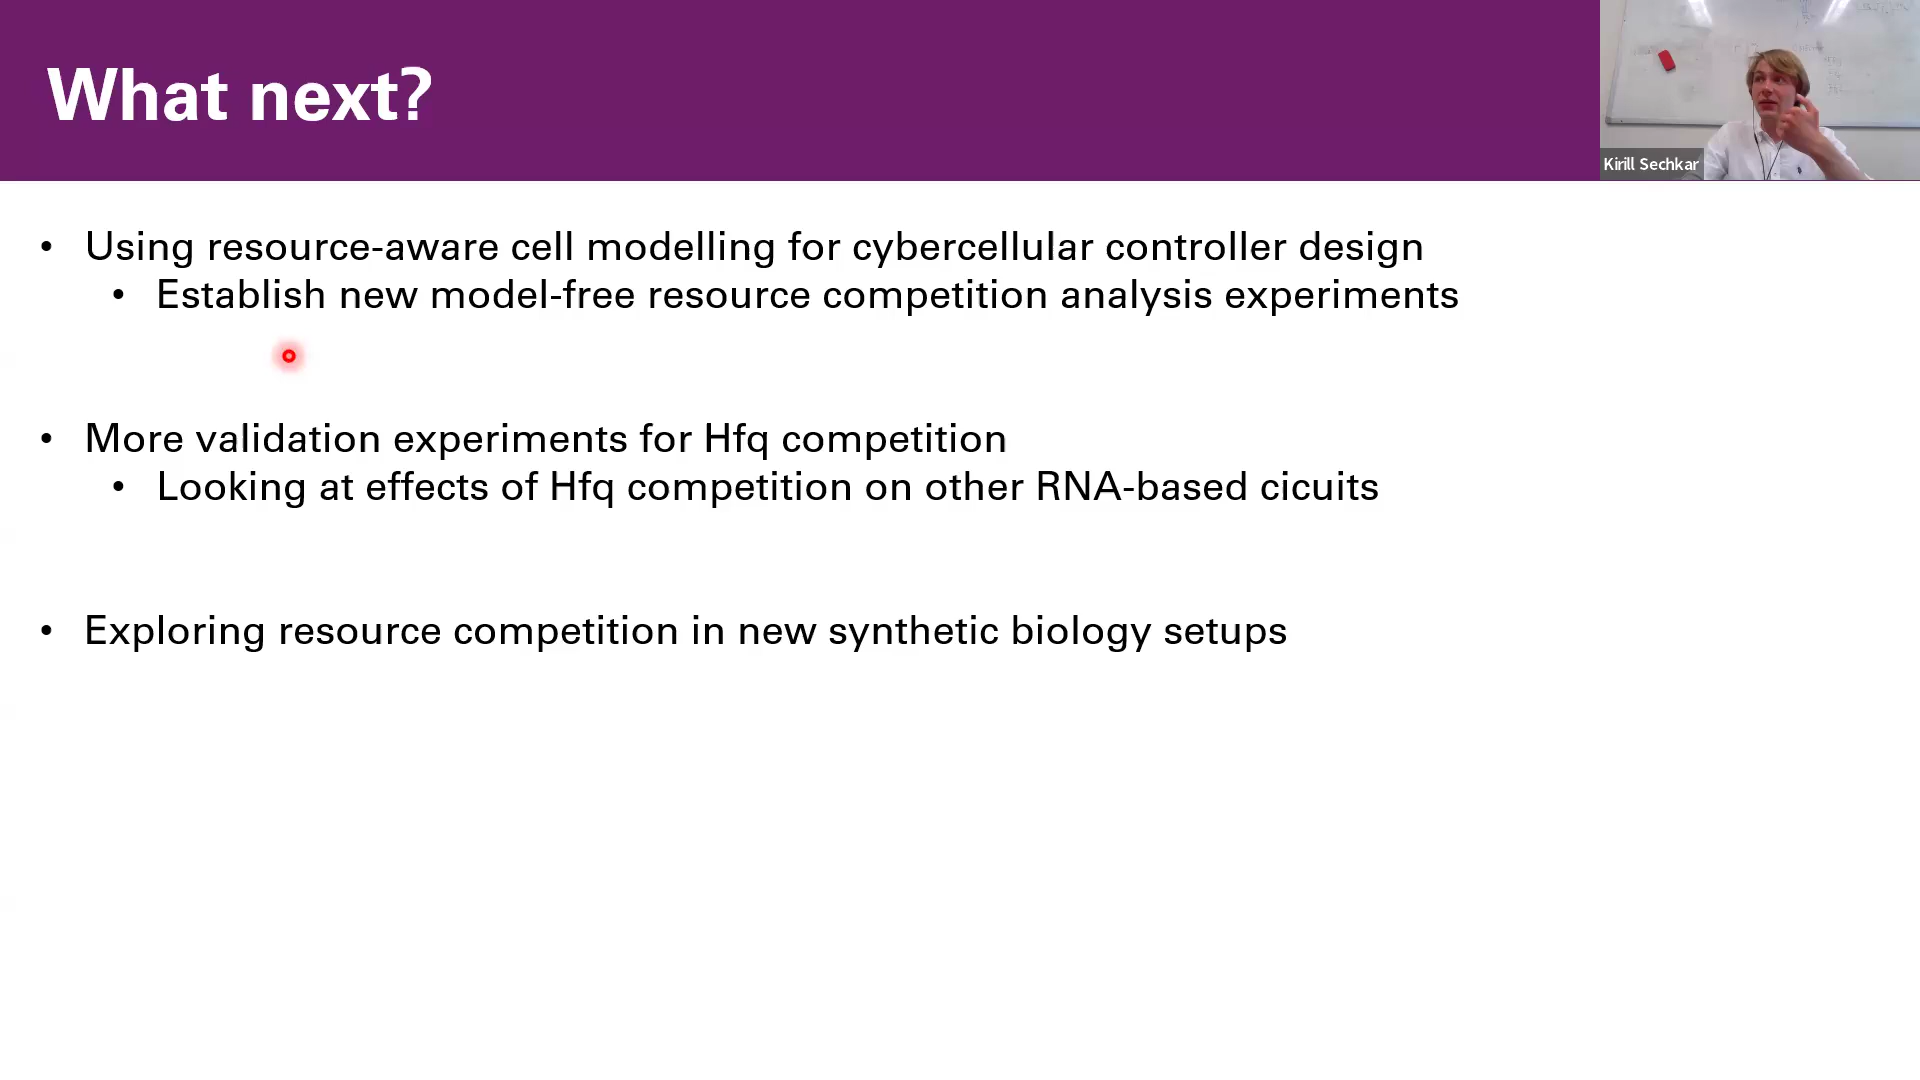 What next?
Kirill Sechkar
• Using resource-aware cell modelling for cybercellular controller design
• Establish new model-free resource competition analysis experiments
• More validation experiments for Hfq competition
• Looking at effects of Hfq competition on other RNA-based cicuits
• Exploring resource competition in new synthetic biology setups